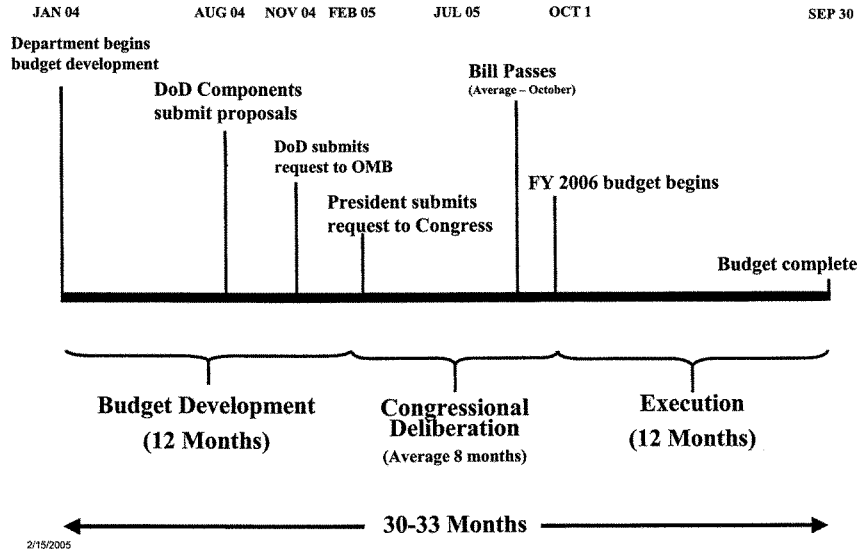 JAN 04 AUG 04 NOV 04 FEB 05 JUL 05 OCT 1 SEP 30
Department begins
budget development
DoD Components
submit proposals
DoD submits
request to OMB
President submits
request to Congress
Bill Passes
(Average – October)
FY 2006 budget begins
Budget complete
Budget Development
(12 Months)
Congressional
Deliberation
(Average 8 months)
Execution
(12 Months)
30-33 Months
2/15/2005